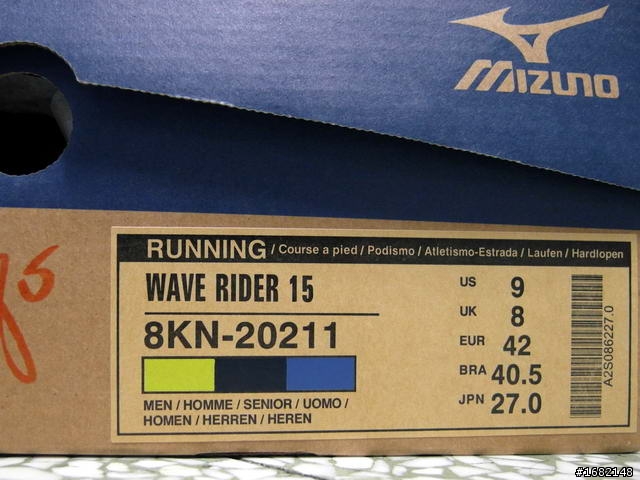 MIZUNO
RUNNING / Course a pied / Podismo / Atletismo-Estrada / Laufen / Hardlopen
WAVE RIDER 15
8KN-20211
MEN / HOMME / SENIOR / UOMO /
HOMEN / HERREN / HEREN
US 9
UK 8
EUR 42
BRA 40.5
JPN 27.0
A2S086227.0
#1682148